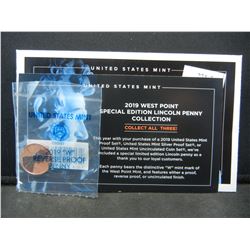 UNITED STATES MINT
UNITED STATES MINT
2019 WEST POINT
SPECIAL EDITION LINCOLN PENNY
COLLECTION
COLLECT ALL THREE!
This year with your purchase of a 2019 United States Mint
Proof Set®, United States Mint Silver Proof Set®, or
United States Mint Uncirculated Coin Set®, we've
included a special limited edition Lincoln penny as a
thank you to our loyal customers.
Each penny bears the distinctive "W" mint mark of
the West Point Mint, and features either a proof,
reverse proof, or uncirculated finish.
UNITED STATES MINT
2019 "W"
REVERSE PROOF
PENNY